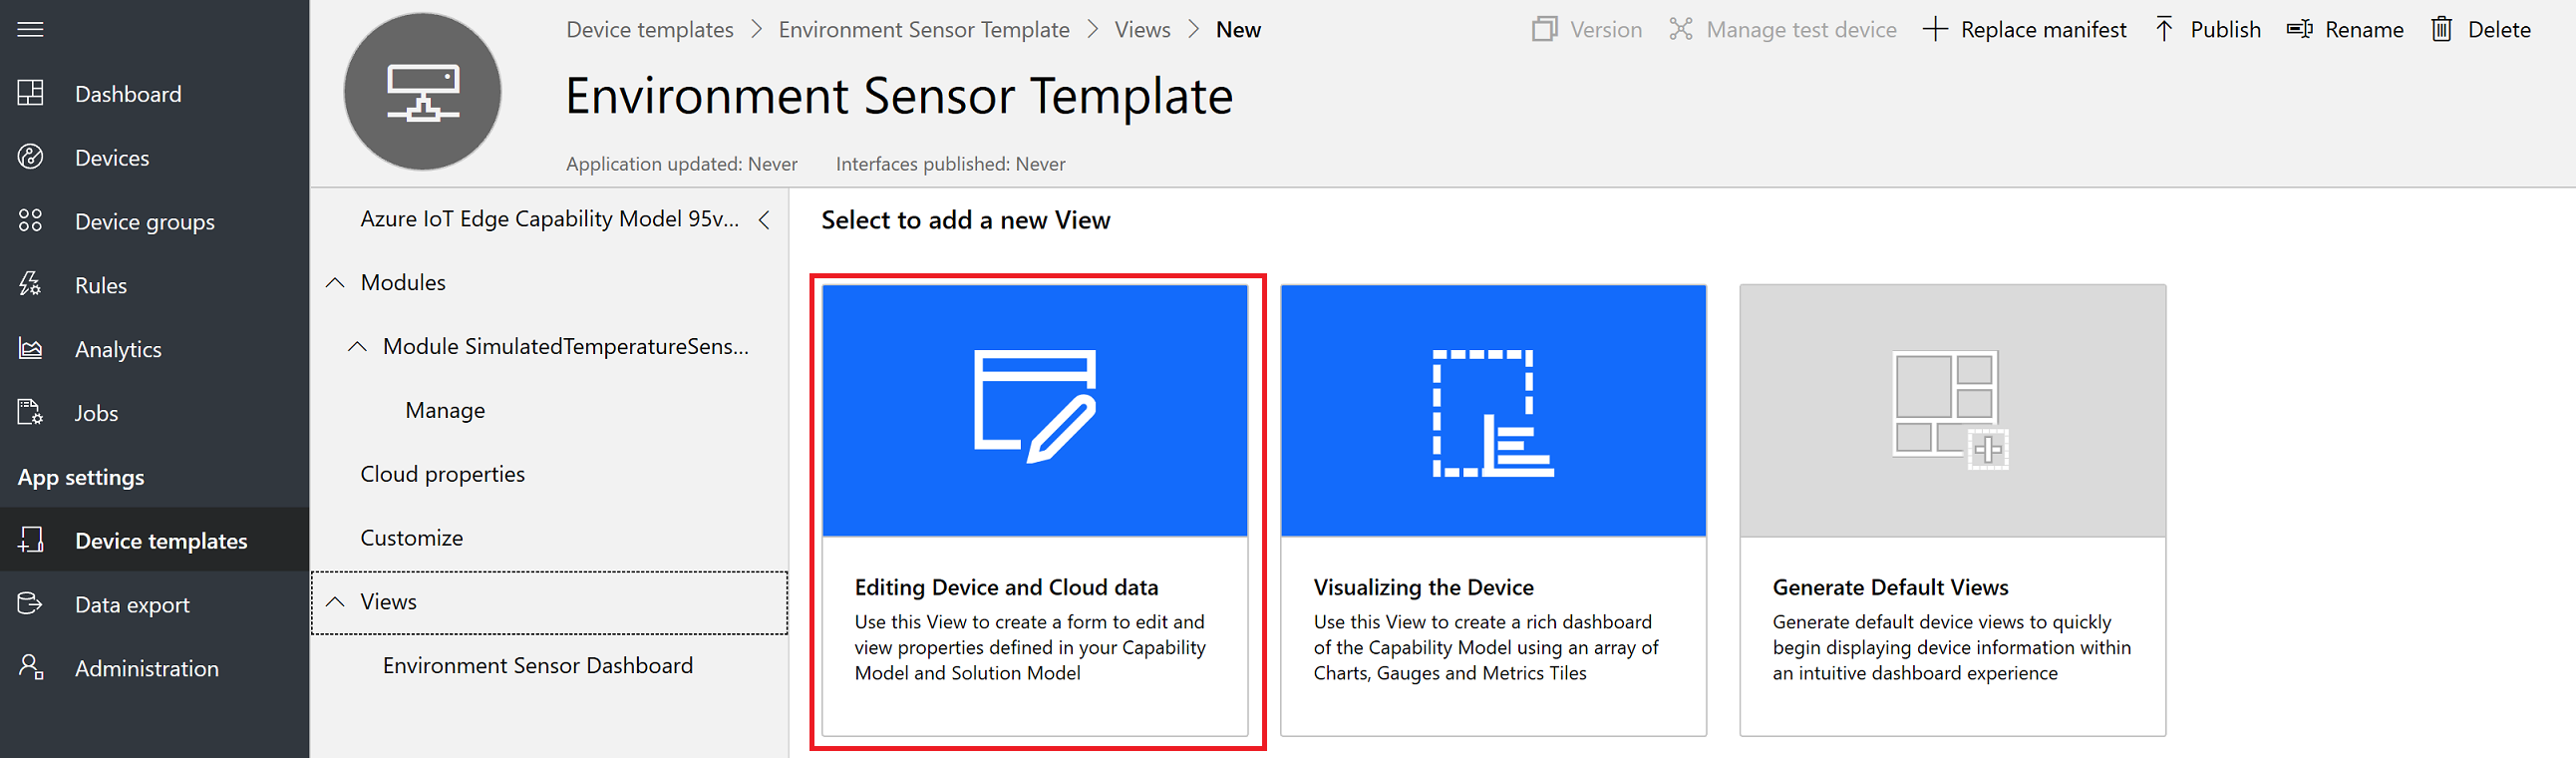 Device templates > Environment Sensor Template > Views > New
Version
Manage test device
Replace manifest
Publish
Rename
Delete
Environment Sensor Template
Application updated: Never
Interfaces published: Never
Dashboard
Devices
Device groups
Rules
Analytics
Jobs
App settings
Device templates
Data export
Administration
Azure IoT Edge Capability Model 95v...
Modules
Module SimulatedTemperatureSens...
Manage
Cloud properties
Customize
Views
Environment Sensor Dashboard
Select to add a new View
Editing Device and Cloud data
Use this View to create a form to edit and
view properties defined in your Capability
Model and Solution Model
Visualizing the Device
Use this View to create a rich dashboard
of the Capability Model using an array of
Charts, Gauges and Metrics Tiles
Generate Default Views
Generate default device views to quickly
begin displaying device information within
an intuitive dashboard experience